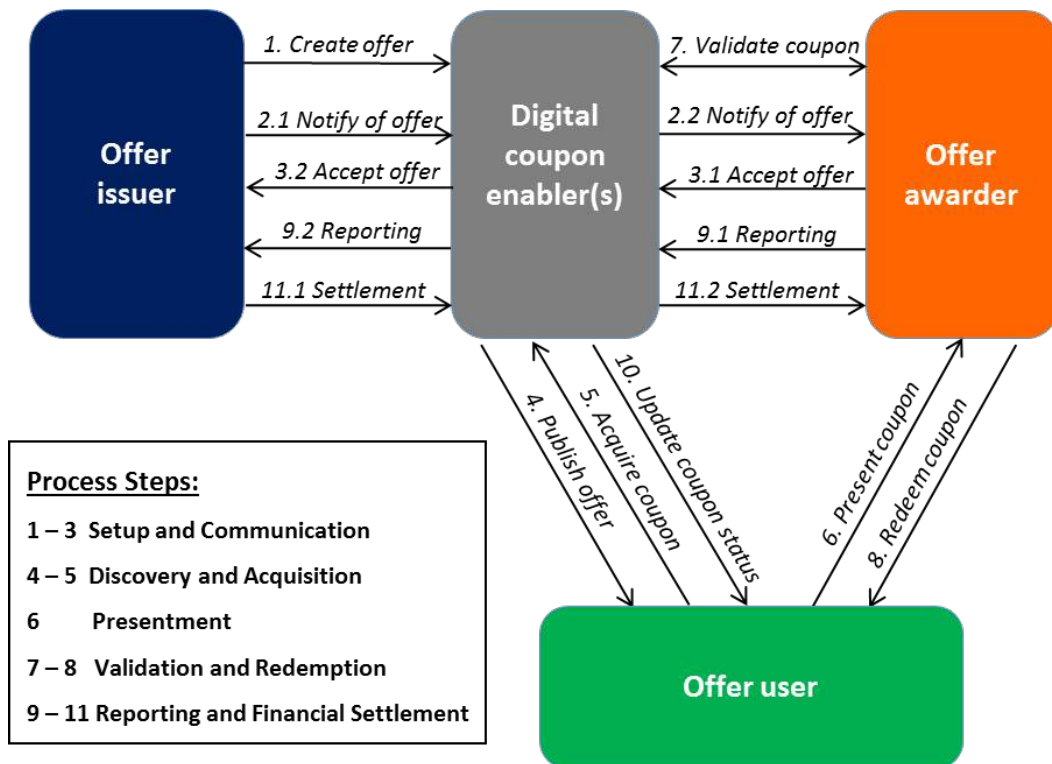 1. Create offer
7. Validate coupon
2.1 Notify of offer
2.2 Notify of offer
Offer
issuer
Digital
coupon
enabler(s)
Offer
awarder
3.2 Accept offer
3.1 Accept offer
9.2 Reporting
9.1 Reporting
11.1 Settlement
11.2 Settlement
4. Publish offer
5. Acquire coupon
10. Update coupon status
6. Present coupon
8. Redeem coupon
Process Steps:
1 – 3 Setup and Communication
4 – 5 Discovery and Acquisition
6 Presentment
7 – 8 Validation and Redemption
9 – 11 Reporting and Financial Settlement
Offer user